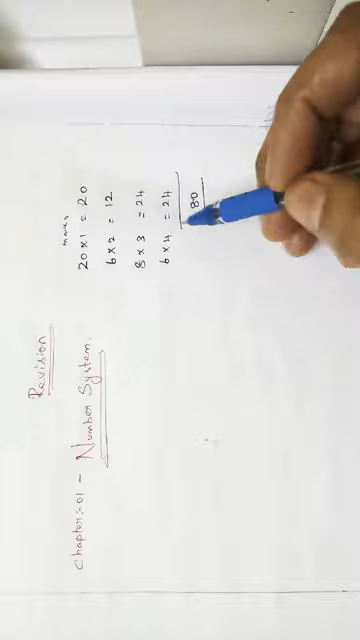 Revision
Chapter:-01 - Number System.
marks
20 x 1 = 20
6 x 2 = 12
8 x 3 = 24
6 x 4 = 24
80